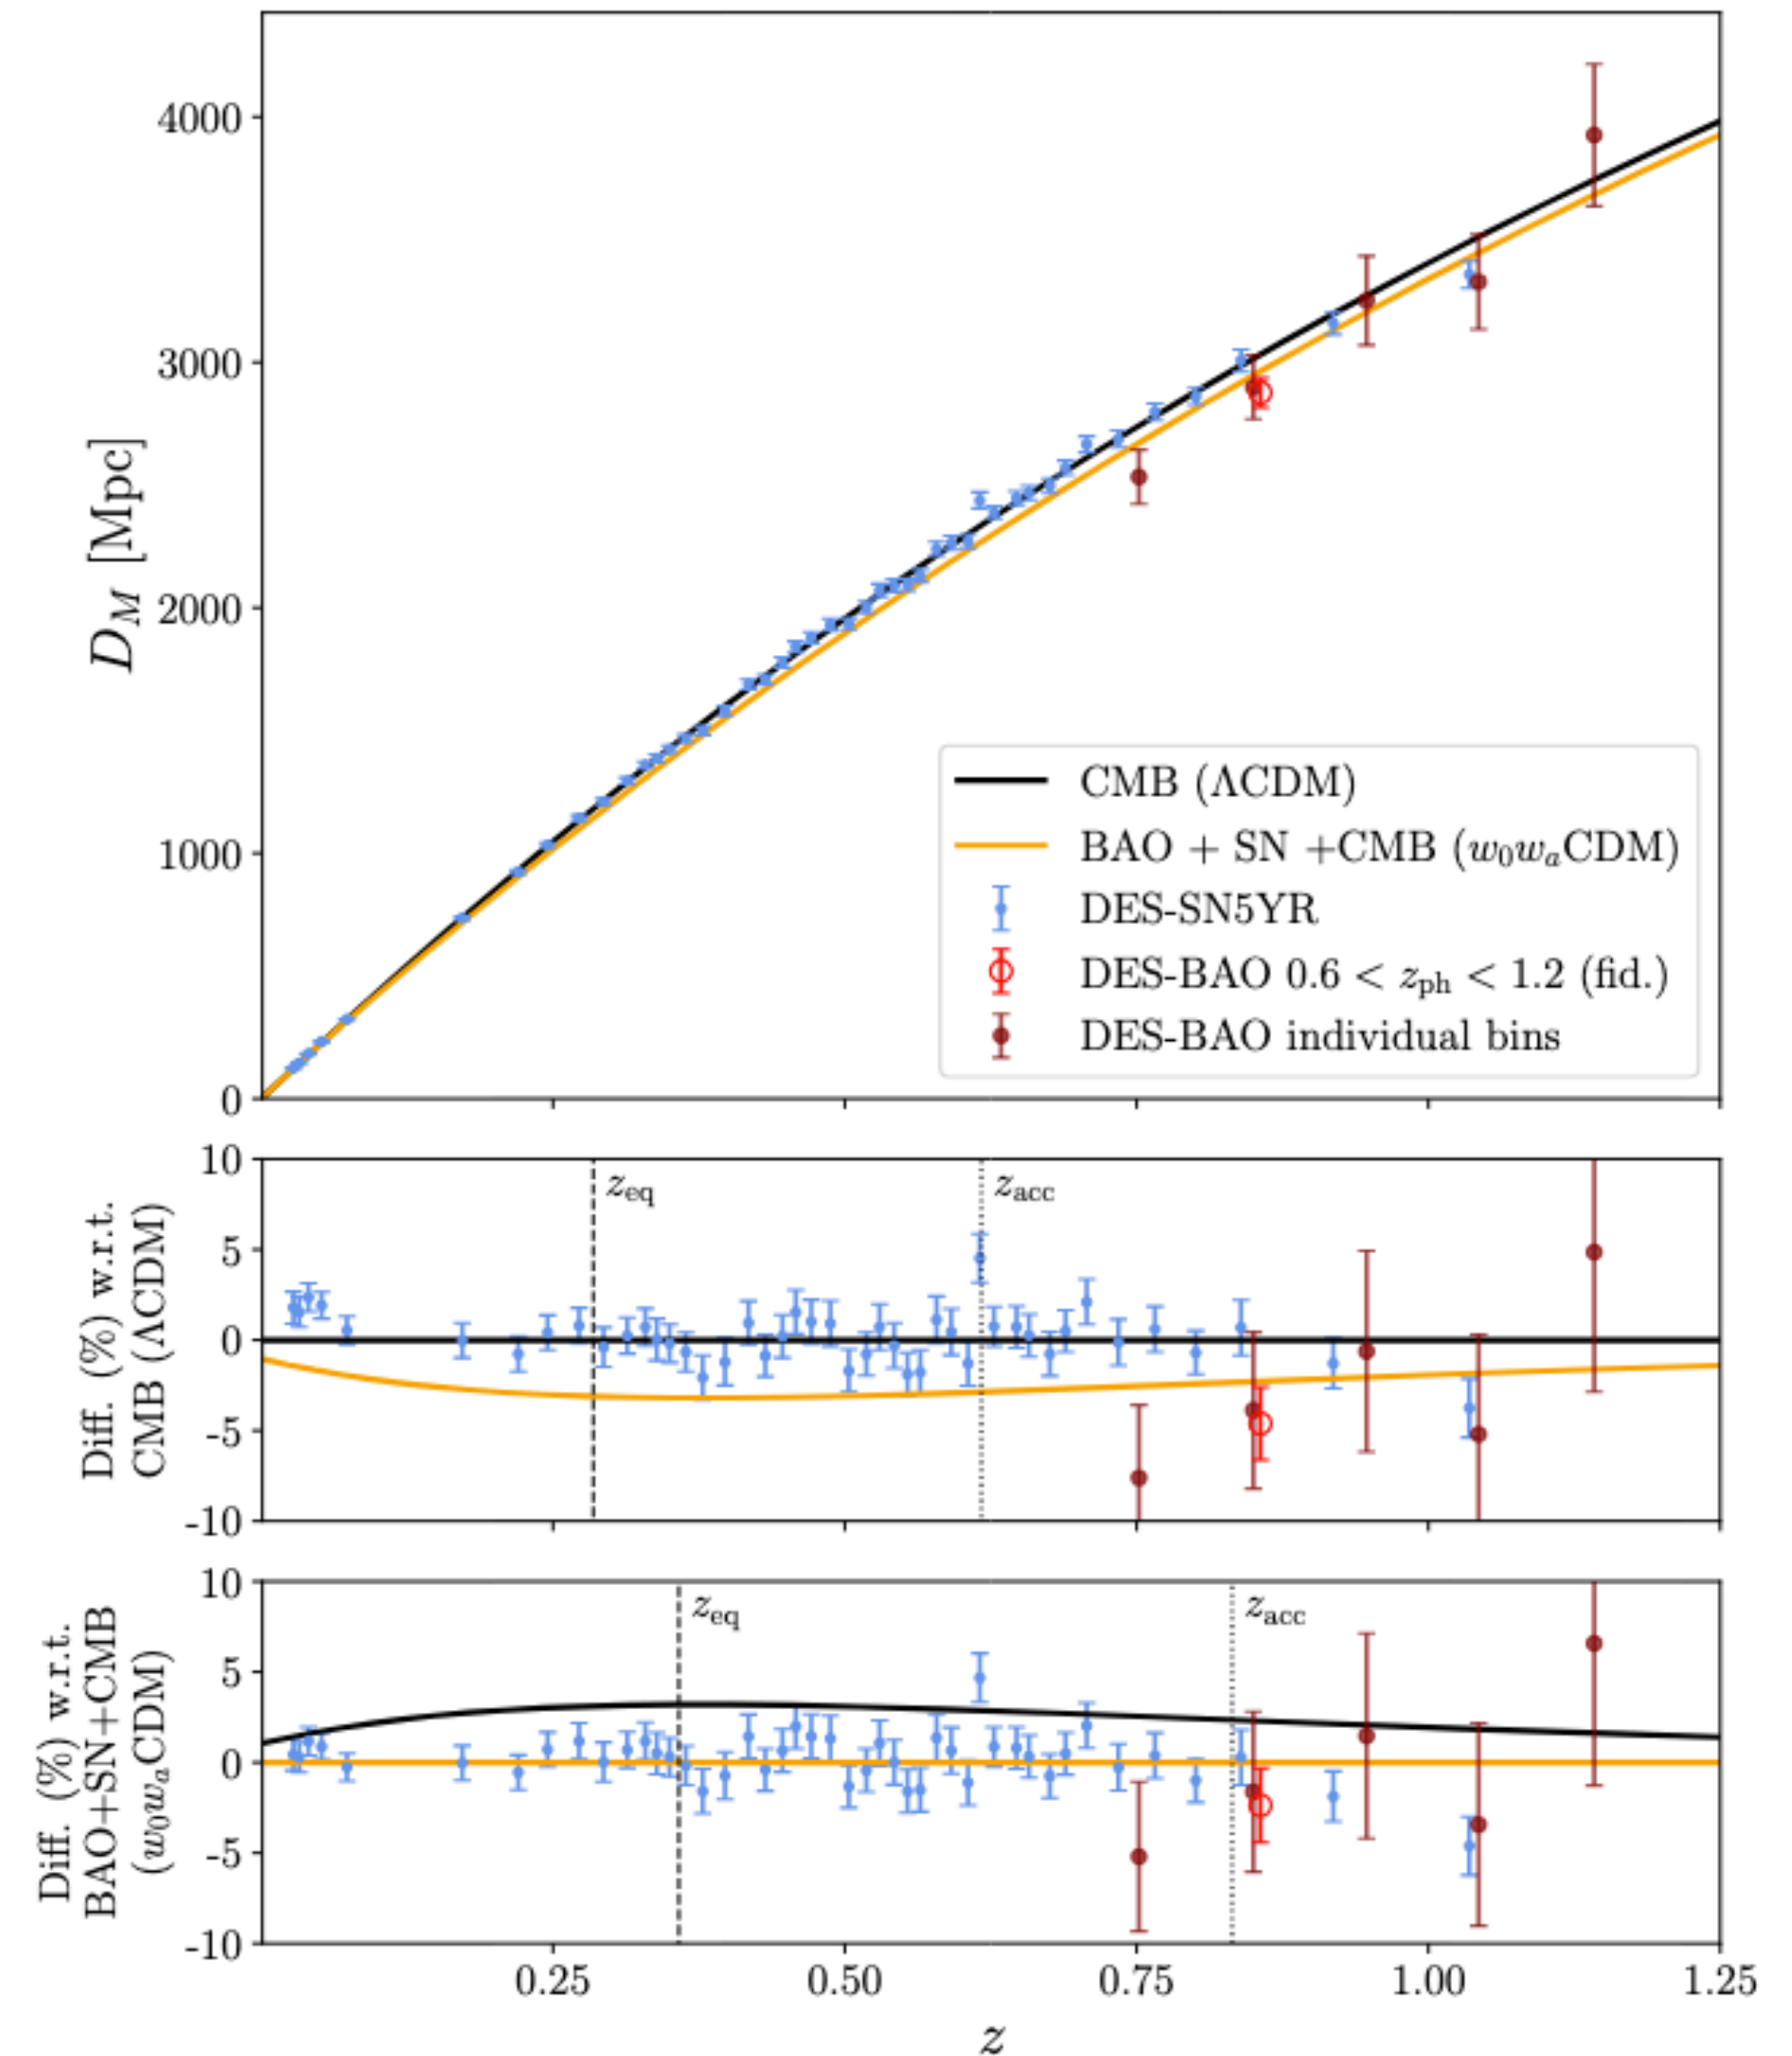 4000
3000
2000
1000
0
D_M [Mpc]
CMB (ΛCDM)
BAO + SN +CMB (w₀wₐCDM)
DES-SN5YR
DES-BAO 0.6 < z_ph < 1.2 (fid.)
DES-BAO individual bins
10
5
0
-5
-10
Diff. (%) w.r.t.
CMB (ΛCDM)
z_eq
z_acc
10
5
0
-5
-10
Diff. (%) w.r.t.
BAO+SN+CMB
(w₀wₐCDM)
z_eq
z_acc
0.25 0.50 0.75 1.00 1.25
z